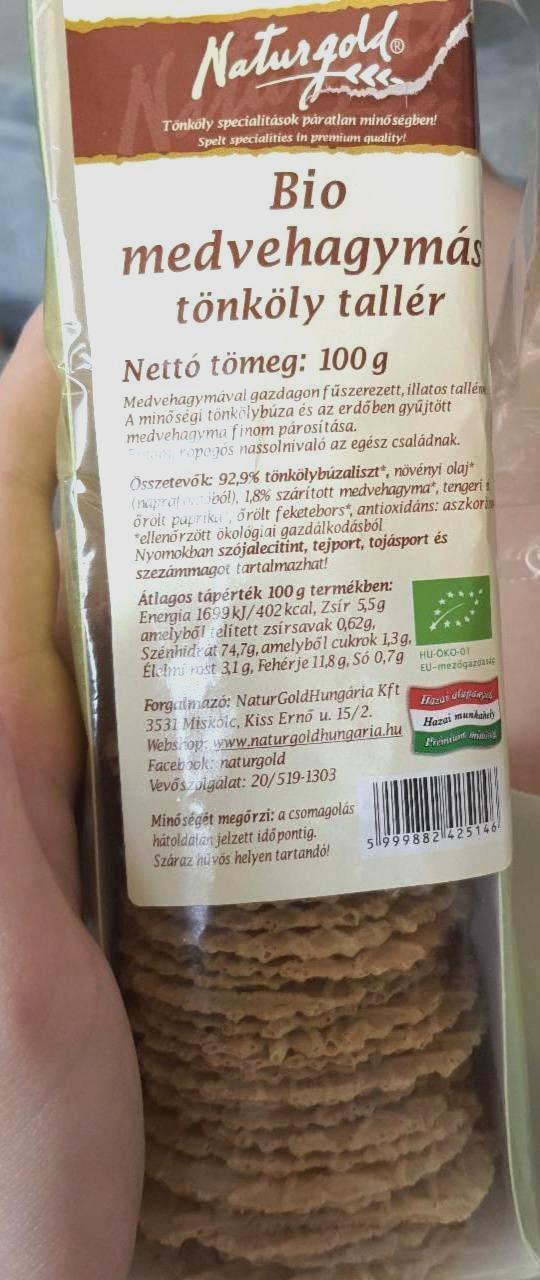 Naturgold®
Tönköly specialitások páratlan minőségben!
Spelt specialities in premium quality!
Bio
medvehagymás
tönköly tallér
Nettó tömeg: 100 g
Medvehagymával gazdagon fűszerezett, illatos
A minőségi tönkölybúza és az erdőben gyűjtött
medvehagyma finom párosítása.
ropogós nassolnivaló az egész családnak.
Összetevők: 92,9% tönkölybúzaliszt*, növényi olaj*
1,8% szárított medvehagyma*, tengeri
őrölt paprika*, őrölt feketebors*, antioxidáns:
*ellenőrzött ökológiai gazdálkodásból
Nyomokban szójalecitint, tejport, tojásport és
szezámmagot tartalmazhat!
Átlagos tápérték 100 g termékben:
Energia 1699 kJ/402 kcal, Zsír 5,5 g
amelyből telített zsírsavak 0,62g,
Szénhidrát 74,7g, amelyből cukrok 1,3 g,
Élelmi rost 3,1 g, Fehérje 11,8 g, Só 0,7g
HU-ÖKO-01
EU-mezőgazdaság
Forgalmazó: NaturGoldHungária Kft
3531 Miskolc, Kiss Ernő u. 15/2.
Webshop: www.naturgoldhungaria.hu
Facebook: naturgold
Vevőszolgálat: 20/519-1303
Hazai alapanyag
Hazai munkahely
Prémium minőség
Minőségét megőrzi: a csomagolás
hátoldalán jelzett időpontig.
Száraz hűvös helyen tartandó!
5 999882 425146